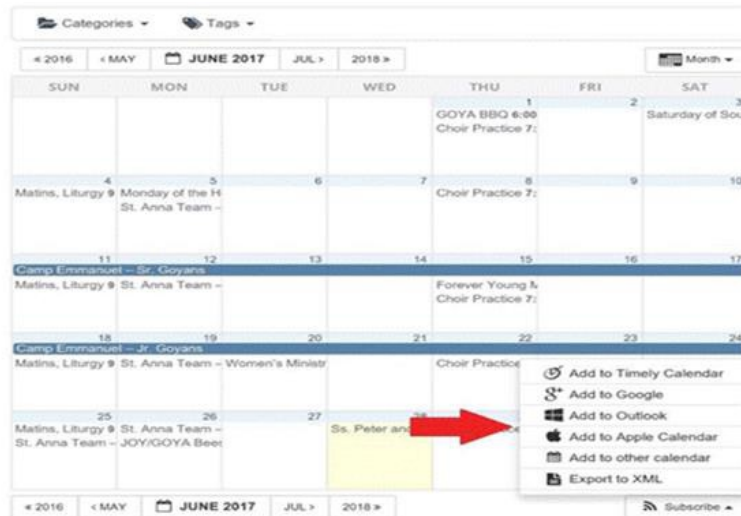 Categories Tags
« 2016 ‹ MAY JUNE 2017 JUL › 2018 » Month
SUN MON TUE WED THU FRI SAT
1 2 3
GOYA BBQ 6:00 Saturday of Sou
Choir Practice 7:
4 5 6 7 8 9 10
Matins, Liturgy 9 Monday of the H Choir Practice 7:
St. Anna Team –
11 12 13 14 15 16 17
Camp Emmanuel – Sr. Goyans
Matins, Liturgy 9 St. Anna Team – Forever Young M
Choir Practice 7:
18 19 20 21 22 23 24
Camp Emmanuel – Jr. Goyans
Matins, Liturgy 9 St. Anna Team – Women's Ministr Choir Practice
25 26 27 28
Matins, Liturgy 9 St. Anna Team – Ss. Peter and
St. Anna Team – JOY/GOYA Bees
Add to Timely Calendar
Add to Google
Add to Outlook
Add to Apple Calendar
Add to other calendar
Export to XML
« 2016 ‹ MAY JUNE 2017 JUL › 2018 » Subscribe